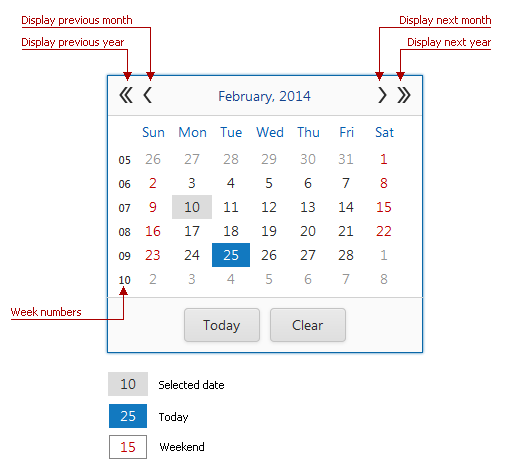 Display previous month
Display next month
Display previous year
Display next year
February, 2014
Sun Mon Tue Wed Thu Fri Sat
05 26 27 28 29 30 31 1
06 2 3 4 5 6 7 8
07 9 10 11 12 13 14 15
08 16 17 18 19 20 21 22
09 23 24 25 26 27 28 1
10 2 3 4 5 6 7 8
Week numbers
Today Clear
10 Selected date
25 Today
15 Weekend